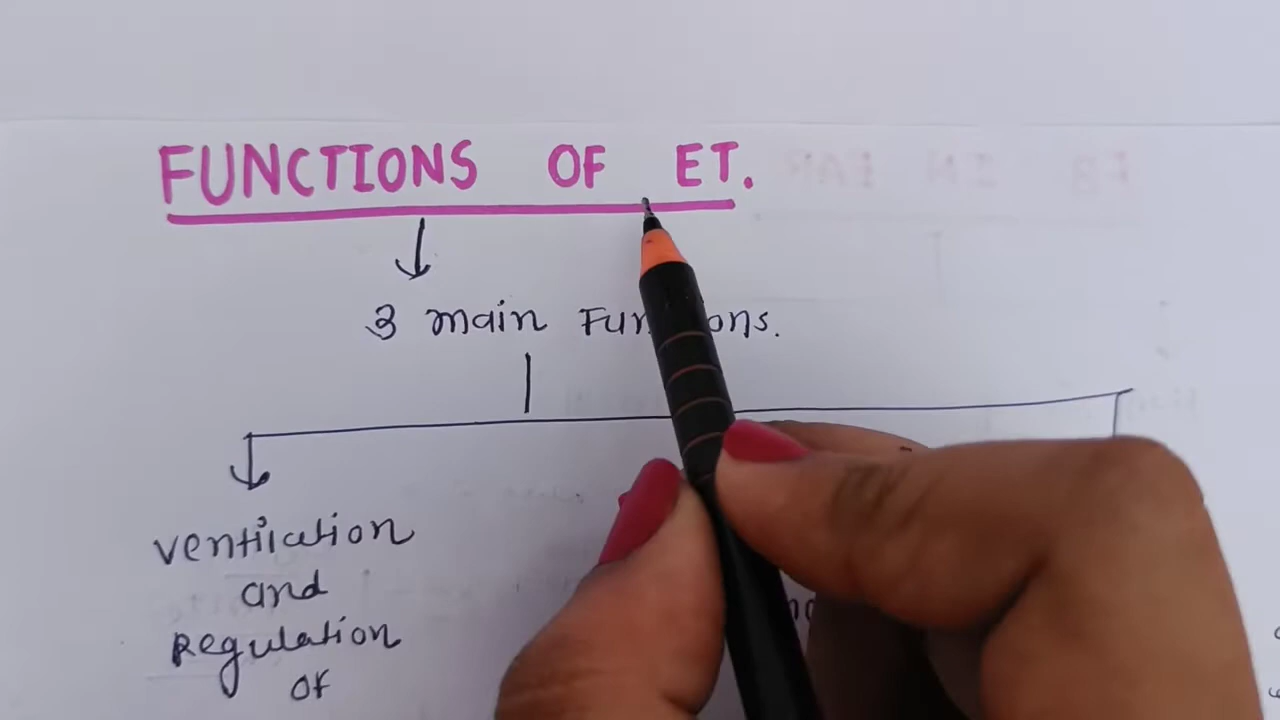 FUNCTIONS OF ET.
3 main
ventilation
and
regulation
of